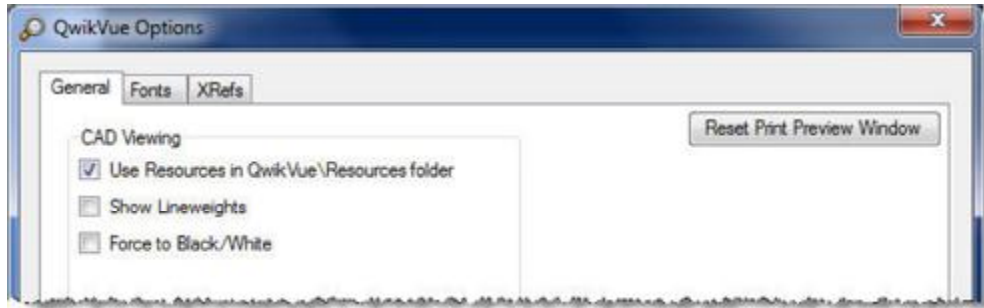 QwikVue Options
General Fonts XRefs
Reset Print Preview Window
CAD Viewing
Use Resources in QwikVue\Resources folder
Show Lineweights
Force to Black/White